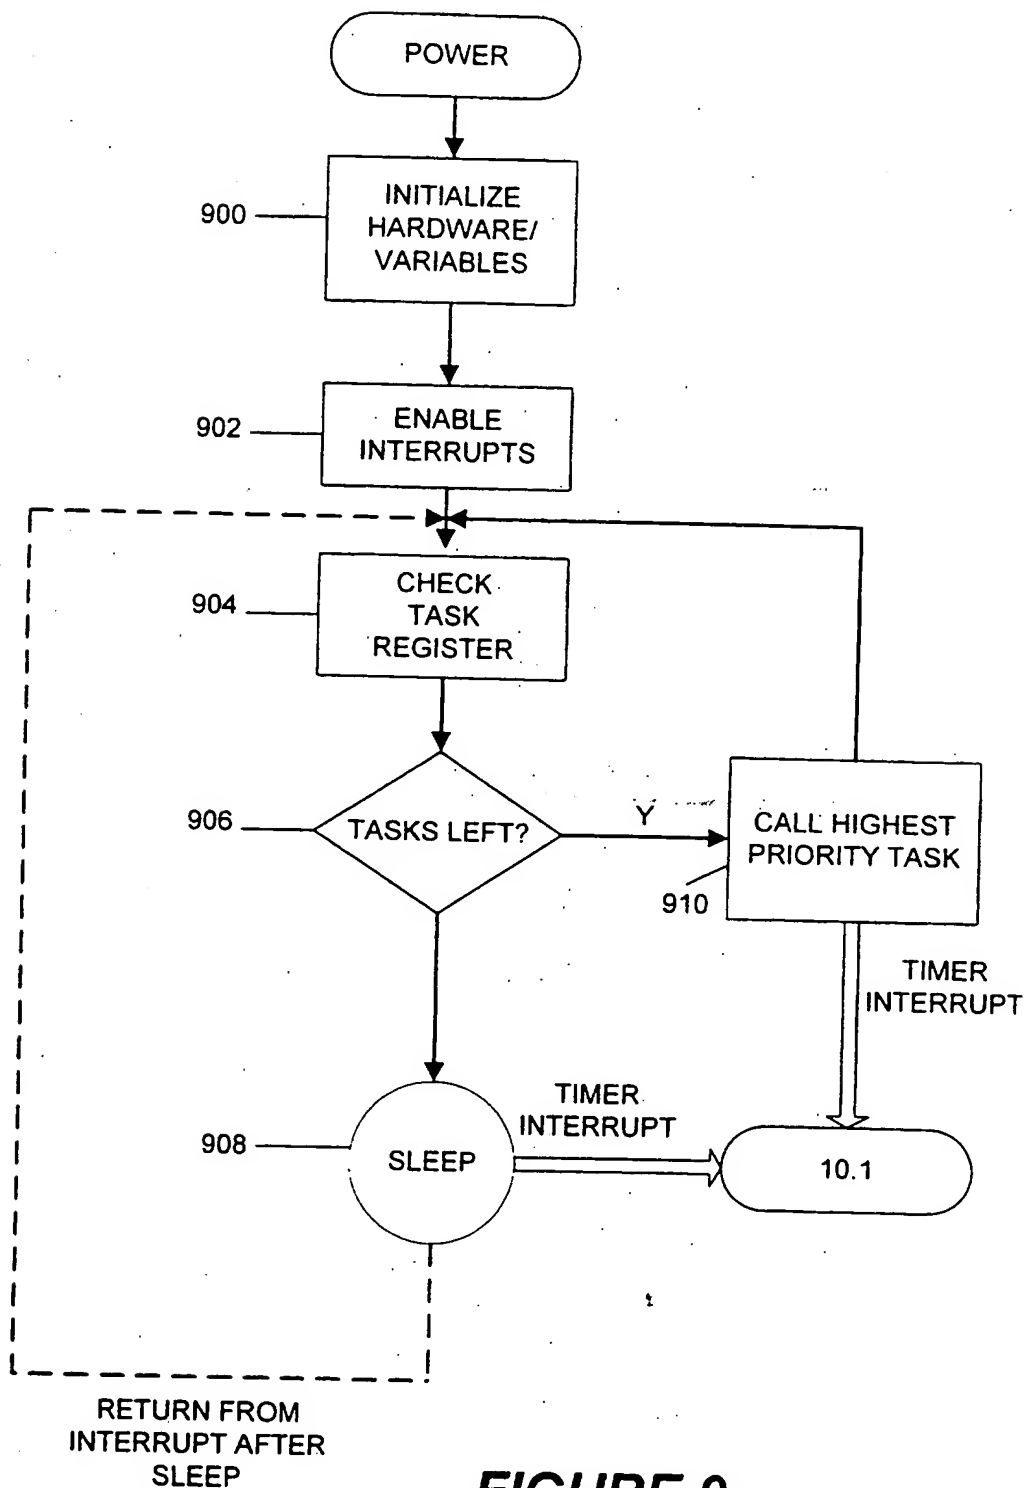 POWER
900
INITIALIZE
HARDWARE/
VARIABLES
902
ENABLE
INTERRUPTS
904
CHECK
TASK
REGISTER
906
TASKS LEFT?
Y
CALL HIGHEST
PRIORITY TASK
910
TIMER
INTERRUPT
908
SLEEP
TIMER
INTERRUPT
10.1
RETURN FROM
INTERRUPT AFTER
SLEEP
FIGURE 9